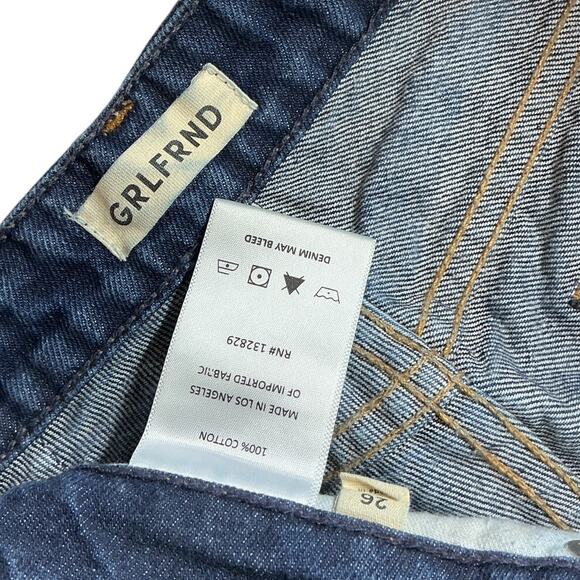 GRLFRND
100% COTTON
MADE IN LOS ANGELES
OF IMPORTED FABRIC
RN# 132829
DENIM MAY BLEED
26